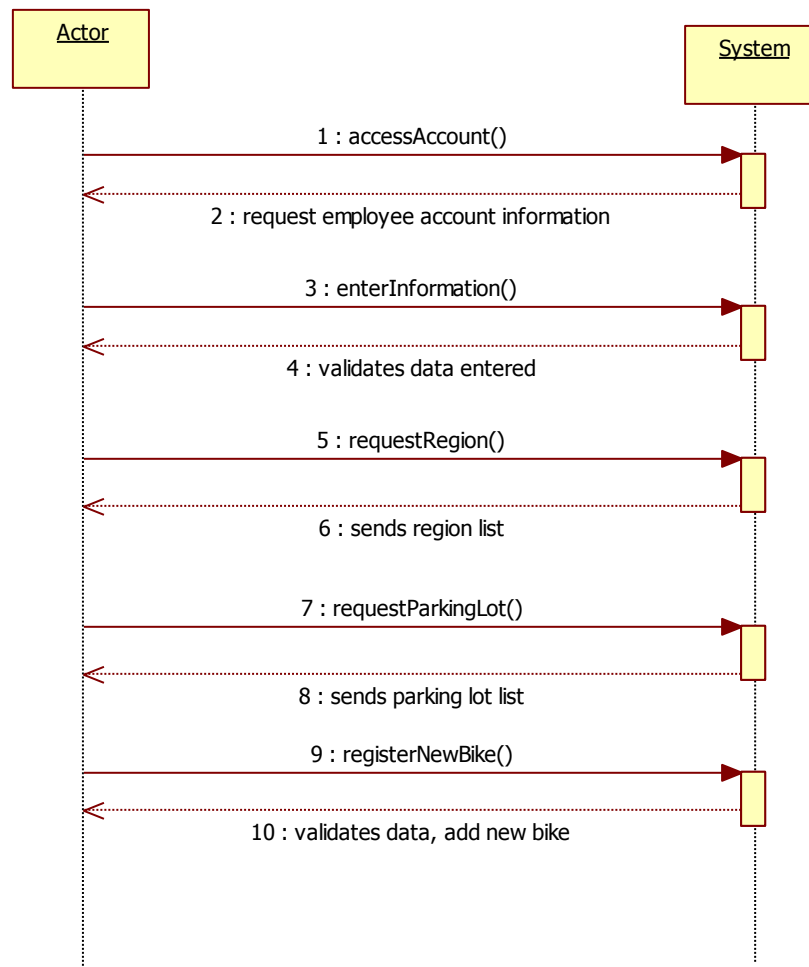 Actor
System
1 : accessAccount()
2 : request employee account information
3 : enterInformation()
4 : validates data entered
5 : requestRegion()
6 : sends region list
7 : requestParkingLot()
8 : sends parking lot list
9 : registerNewBike()
10 : validates data, add new bike